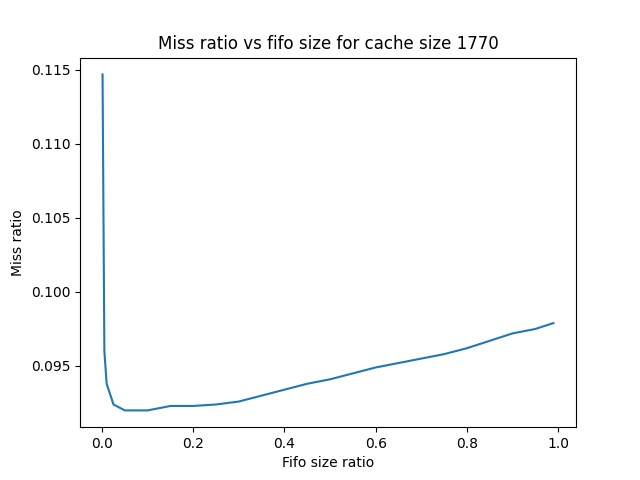 Miss ratio vs fifo size for cache size 1770
0.115
0.110
0.105
0.100
0.095
Miss ratio
0.0 0.2 0.4 0.6 0.8 1.0
Fifo size ratio